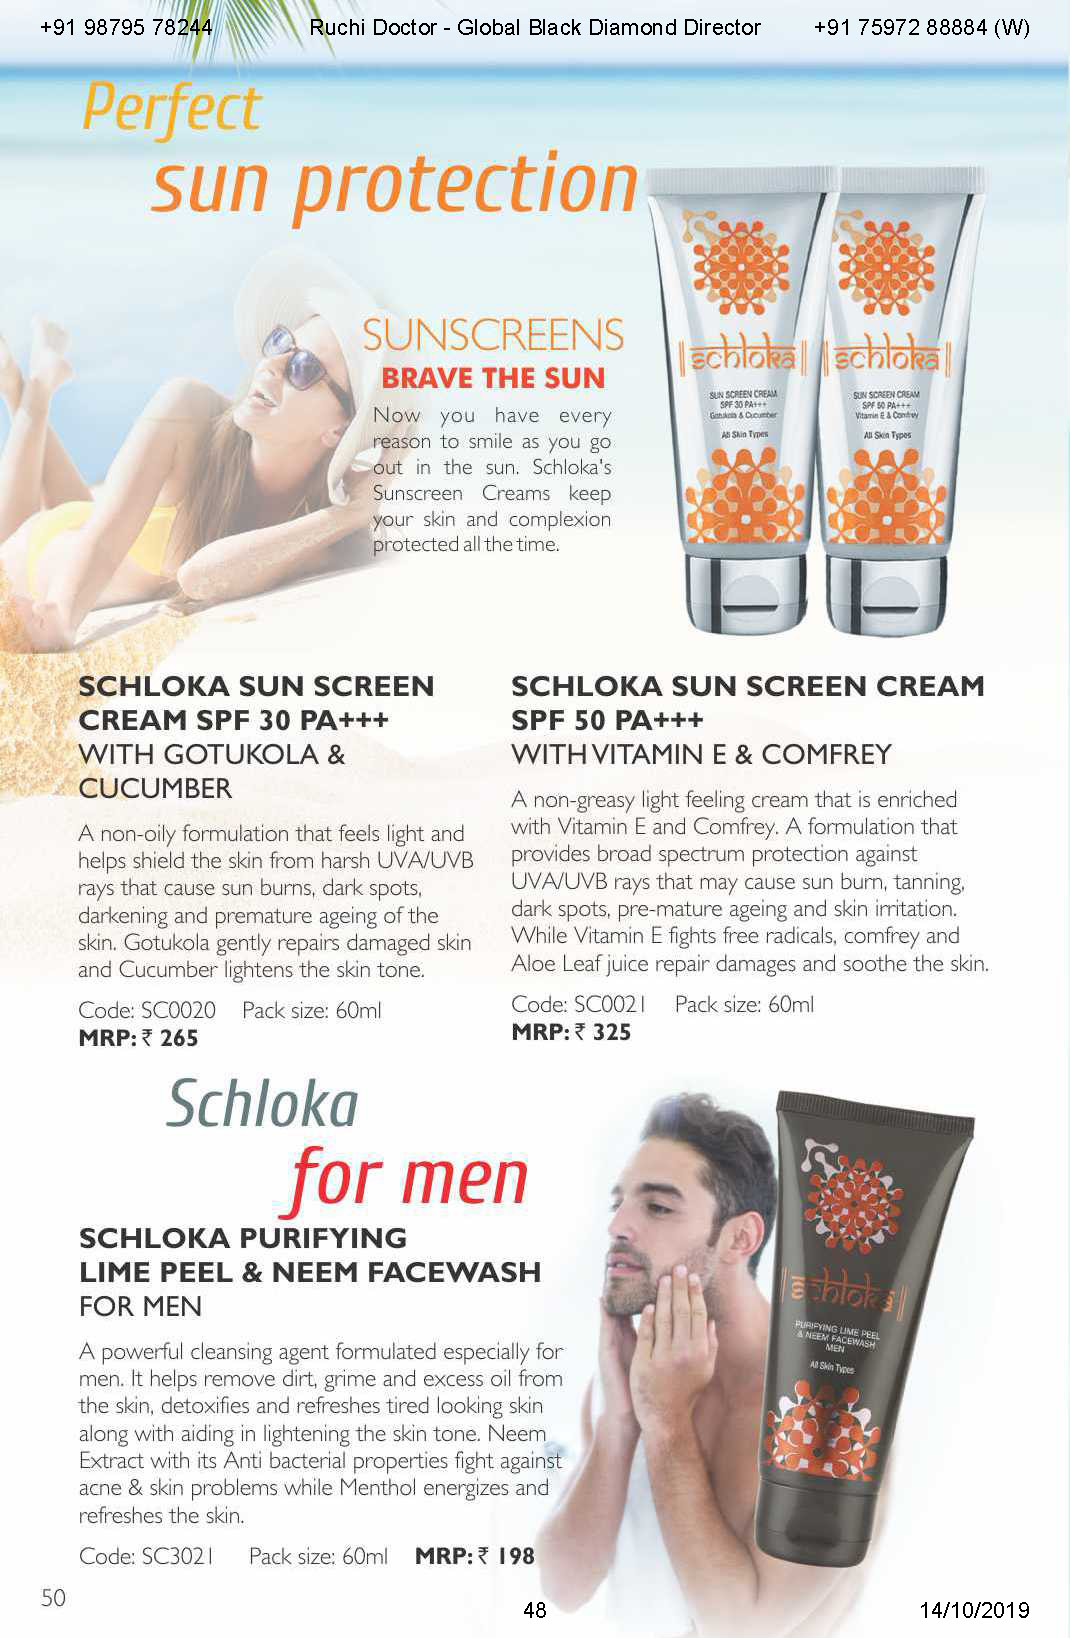 +91 98795 78244 Ruchi Doctor - Global Black Diamond Director +91 75972 88884 (W)
Perfect
sun protection
SUNSCREENS
BRAVE THE SUN
Now you have every
reason to smile as you go
out in the sun. Schloka's
Sunscreen Creams keep
your skin and complexion
protected all the time.
schloka
SUN SCREEN CREAM
SPF 30 PA+++
Gotukola & Cucumber
All Skin Types
schloka
SUN SCREEN CREAM
SPF 50 PA+++
Vitamin E & Comfrey
All Skin Types
SCHLOKA SUN SCREEN
CREAM SPF 30 PA+++
WITH GOTUKOLA &
CUCUMBER
A non-oily formulation that feels light and
helps shield the skin from harsh UVA/UVB
rays that cause sun burns, dark spots,
darkening and premature ageing of the
skin. Gotukola gently repairs damaged skin
and Cucumber lightens the skin tone.
Code: SC0020 Pack size: 60ml
MRP: ₹ 265
SCHLOKA SUN SCREEN CREAM
SPF 50 PA+++
WITH VITAMIN E & COMFREY
A non-greasy light feeling cream that is enriched
with Vitamin E and Comfrey. A formulation that
provides broad spectrum protection against
UVA/UVB rays that may cause sun burn, tanning,
dark spots, pre-mature ageing and skin irritation.
While Vitamin E fights free radicals, comfrey and
Aloe Leaf juice repair damages and soothe the skin.
Code: SC0021 Pack size: 60ml
MRP: ₹ 325
Schloka
for men
SCHLOKA PURIFYING
LIME PEEL & NEEM FACEWASH
FOR MEN
A powerful cleansing agent formulated especially for
men. It helps remove dirt, grime and excess oil from
the skin, detoxifies and refreshes tired looking skin
along with aiding in lightening the skin tone. Neem
Extract with its Anti bacterial properties fight against
acne & skin problems while Menthol energizes and
refreshes the skin.
Code: SC3021 Pack size: 60ml MRP: ₹ 198
schloka
PURIFYING LIME PEEL
& NEEM FACEWASH
MEN
All Skin Types
50
48 14/10/2019